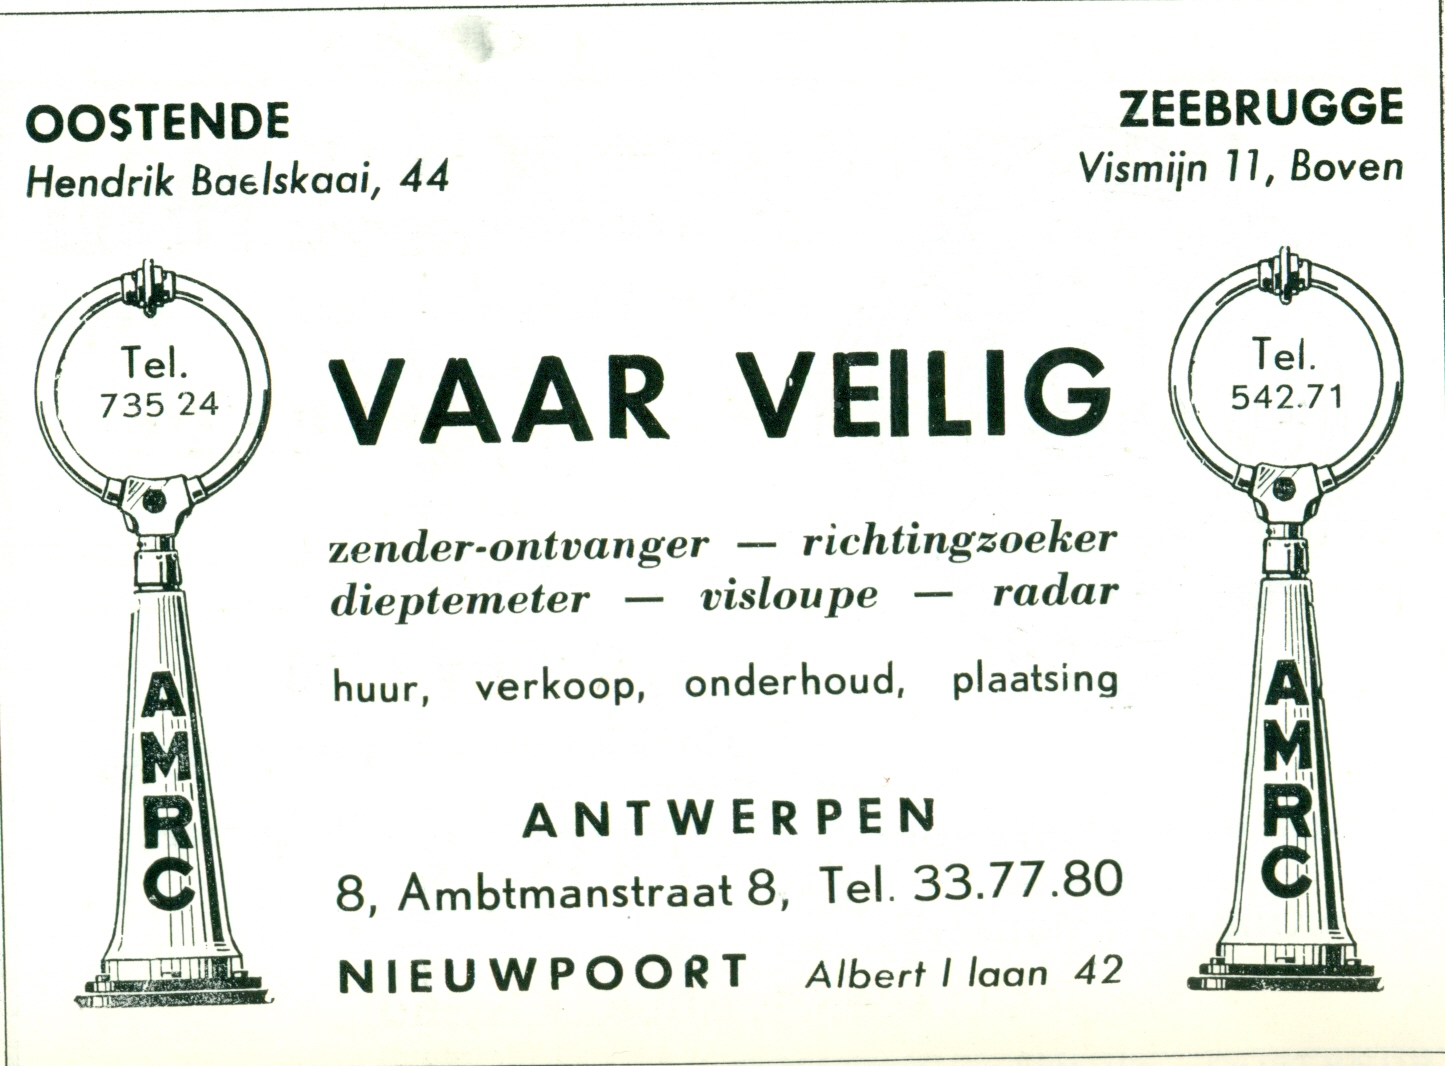 OOSTENDE
Hendrik Baelskaai, 44
ZEEBRUGGE
Vismijn 11, Boven
Tel.
735 24
Tel.
542.71
VAAR VEILIG
zender-ontvanger — richtingzoeker
dieptemeter — visloupe — radar
huur, verkoop, onderhoud, plaatsing
AMRC
AMRC
ANTWERPEN
8, Ambtmanstraat 8, Tel. 33.77.80
NIEUWPOORT Albert I laan 42